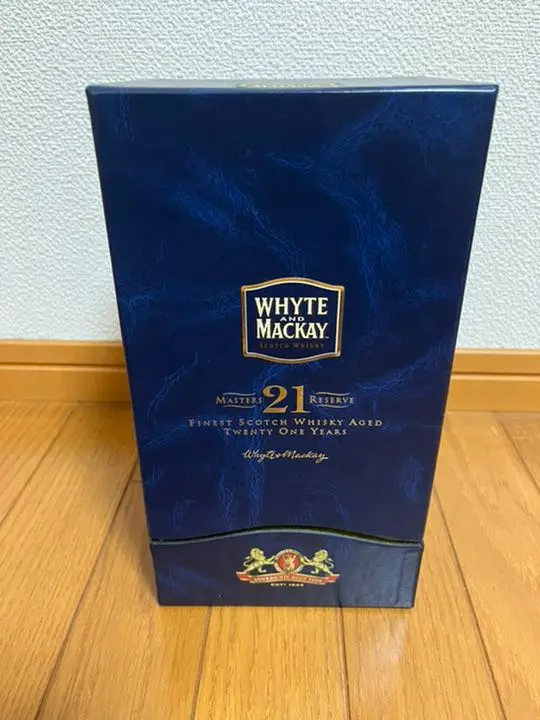 WHYTE
AND
MACKAY
SCOTCH WHISKY
MASTERS 21 RESERVE
FINEST SCOTCH WHISKY AGED
TWENTY ONE YEARS
Whyte & Mackay